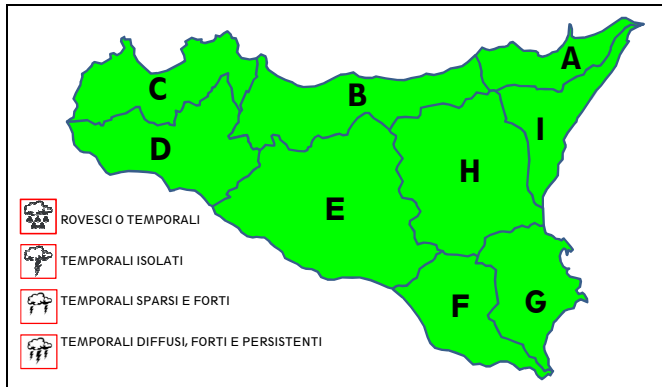 A
C
B
I
D
H
E
ROVESCI O TEMPORALI
TEMPORALI ISOLATI
TEMPORALI SPARSI E FORTI
F
G
TEMPORALI DIFFUSI, FORTI E PERSISTENTI